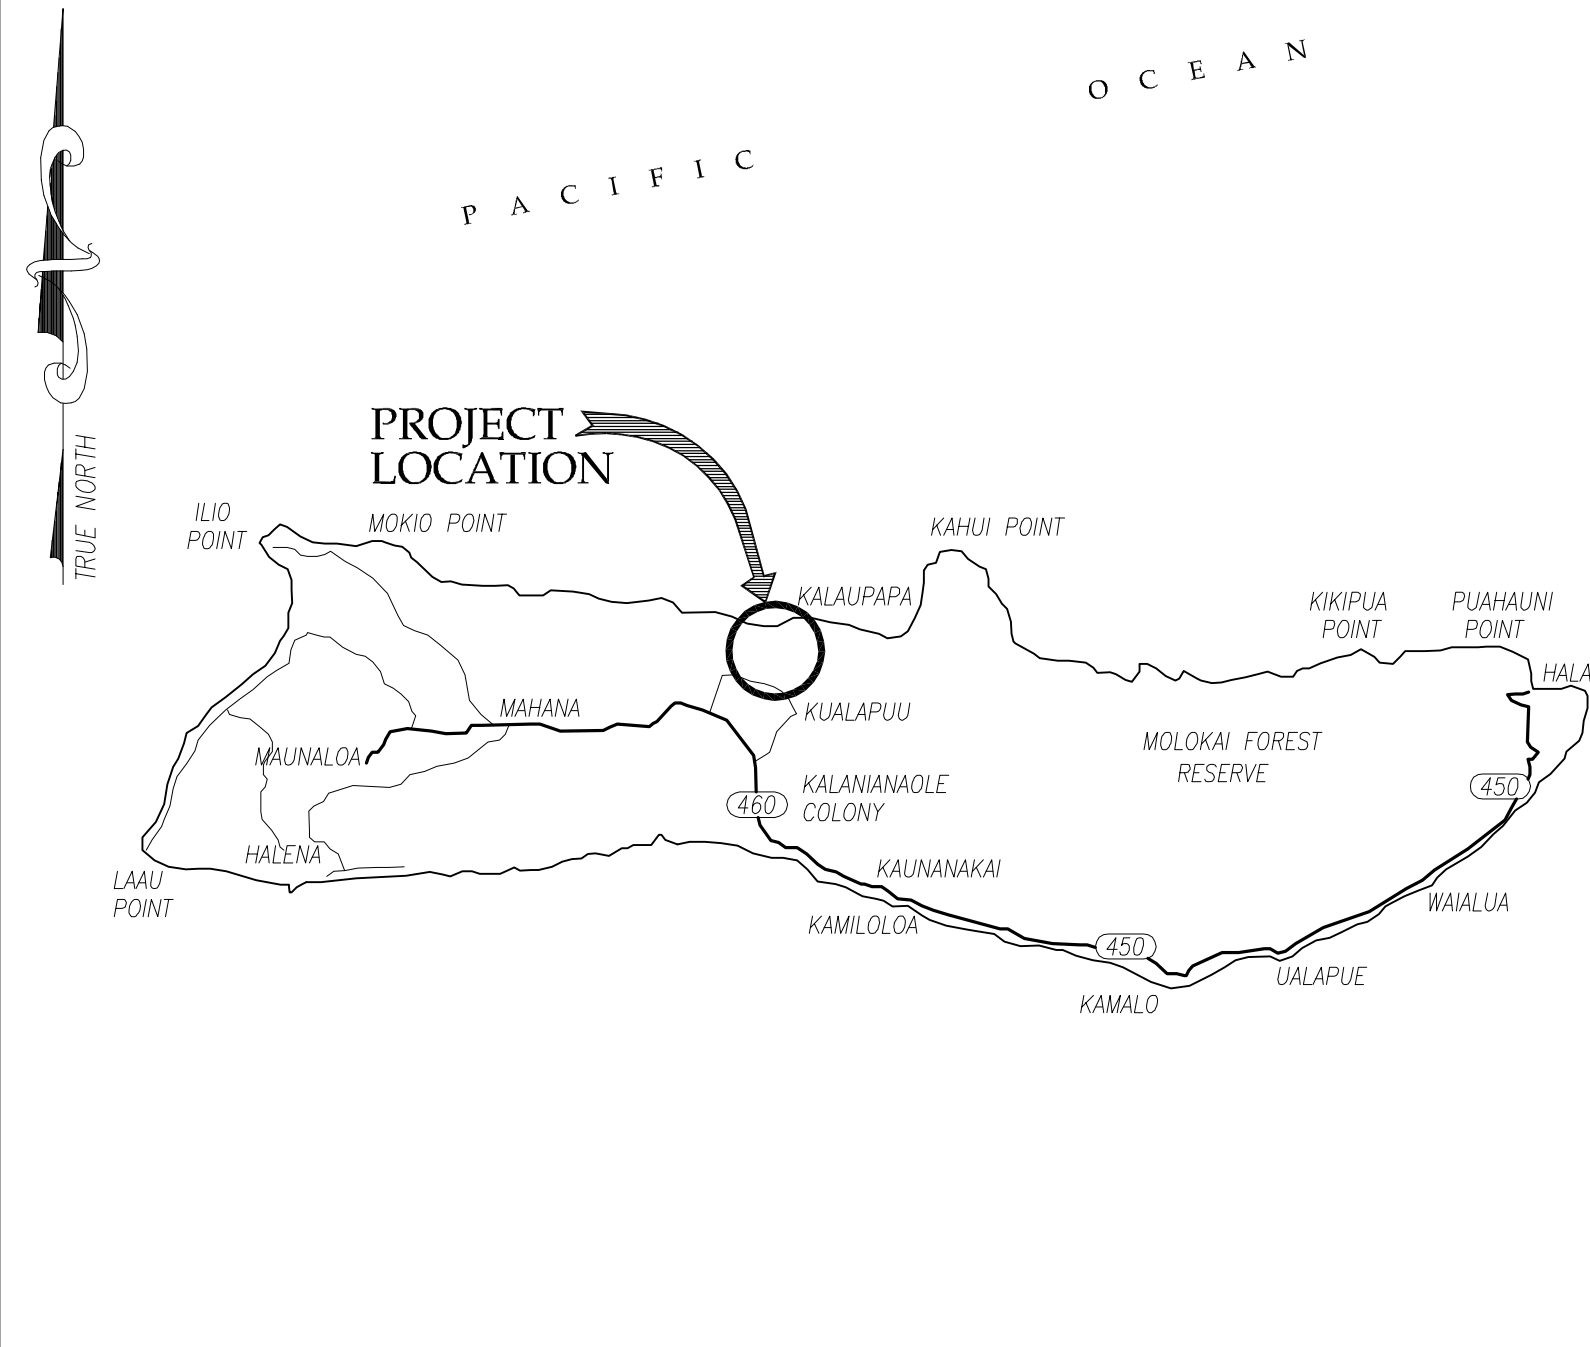 OCEAN
PACIFIC
PROJECT
LOCATION
TRUE NORTH
ILIO
POINT
MOKIO POINT
KAHUI POINT
KALAUPAPA
KIKIPUA
POINT
PUAHAUNI
POINT
HALA
MAHANA
KUALAPUU
MOLOKAI FOREST
RESERVE
MAUNALOA
460
KALANIANAOLE
COLONY
450
HALENA
LAAU
POINT
KAUNANAKAI
KAMILOLOA
WAIALUA
450
UALAPUE
KAMALO